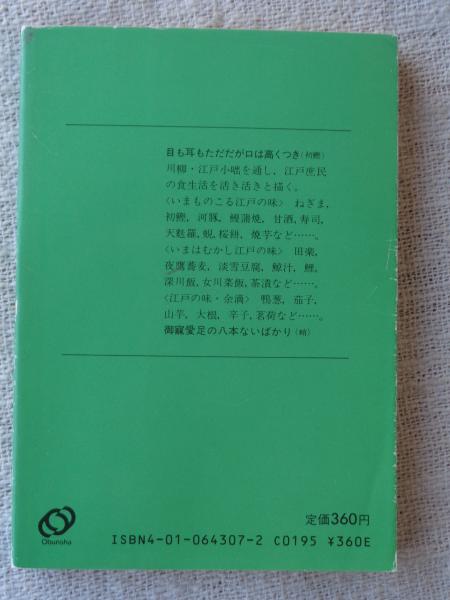 目も耳もただだが口は高くつき（初鰹）
川柳・江戸小咄を通し，江戸庶民
の食生活を活き活きと描く。
〈いまものこる江戸の味〉 ねぎま，
初鰹，河豚，鰻蒲焼，甘酒，寿司，
天麩羅，蜆，桜餅，焼芋など……。
〈いまはむかし江戸の味〉 田楽，
夜鷹蕎麦，淡雪豆腐，鯨汁，鯉，
深川飯，女川菜飯，茶漬など……。
〈江戸の味・余滴〉 鴨葱，茄子，
山芋，大根，辛子，茗荷など……。
御寵愛足の八本ないばかり（蛸）
Obunsha
定価360円
ISBN4-01-064307-2 C0195 ¥360E